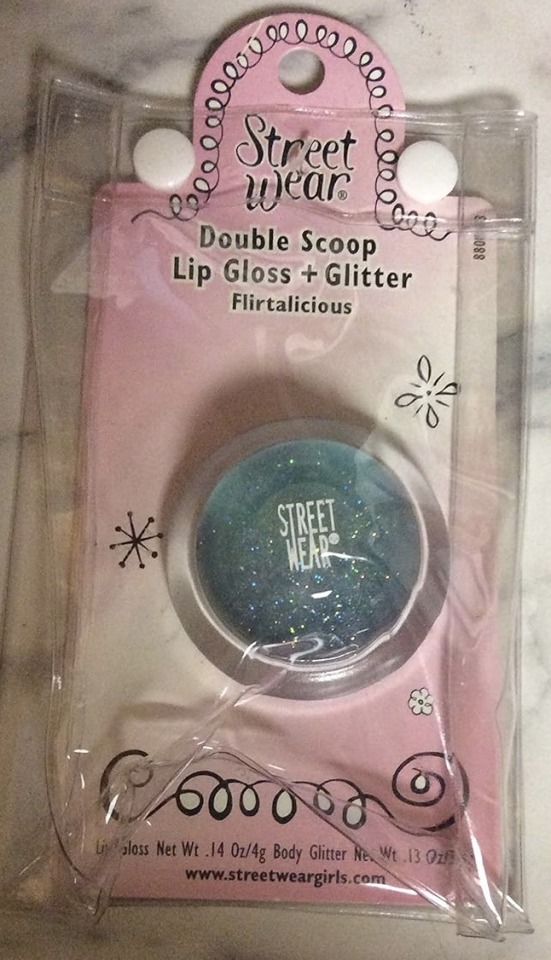 Street
wear®
Double Scoop
Lip Gloss + Glitter
Flirtalicious
STREET
WEAR®
Gloss Net Wt .14 Oz/4g Body Glitter Net Wt .13
www.streetweargirls.com